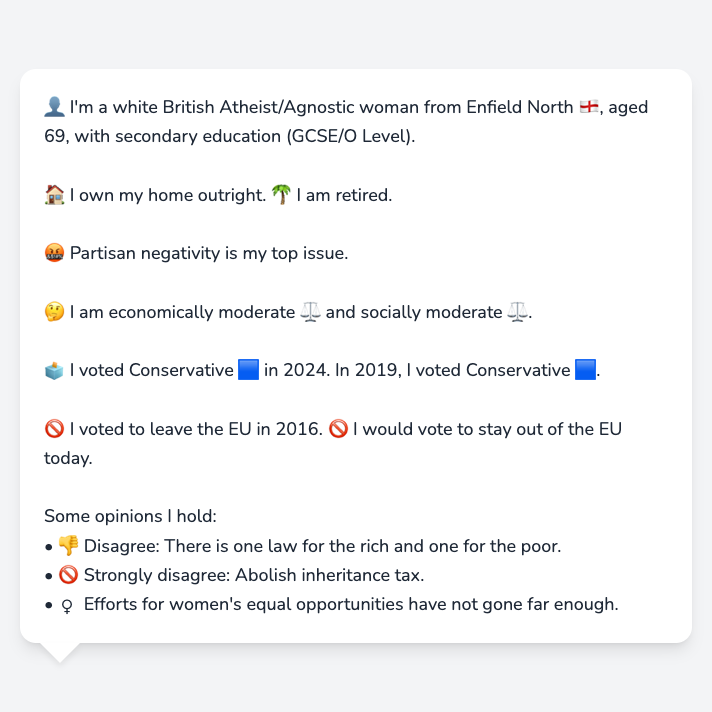 👤 I'm a white British Atheist/Agnostic woman from Enfield North 🏴󠁧󠁢󠁥󠁮󠁧󠁿, aged
69, with secondary education (GCSE/O Level).
🏠 I own my home outright. 🌴 I am retired.
🤬 Partisan negativity is my top issue.
🤔 I am economically moderate ⚖️ and socially moderate ⚖️.
🗳️ I voted Conservative 🟦 in 2024. In 2019, I voted Conservative 🟦.
🚫 I voted to leave the EU in 2016. 🚫 I would vote to stay out of the EU
today.
Some opinions I hold:
• 👎 Disagree: There is one law for the rich and one for the poor.
• 🚫 Strongly disagree: Abolish inheritance tax.
• ♀ Efforts for women's equal opportunities have not gone far enough.